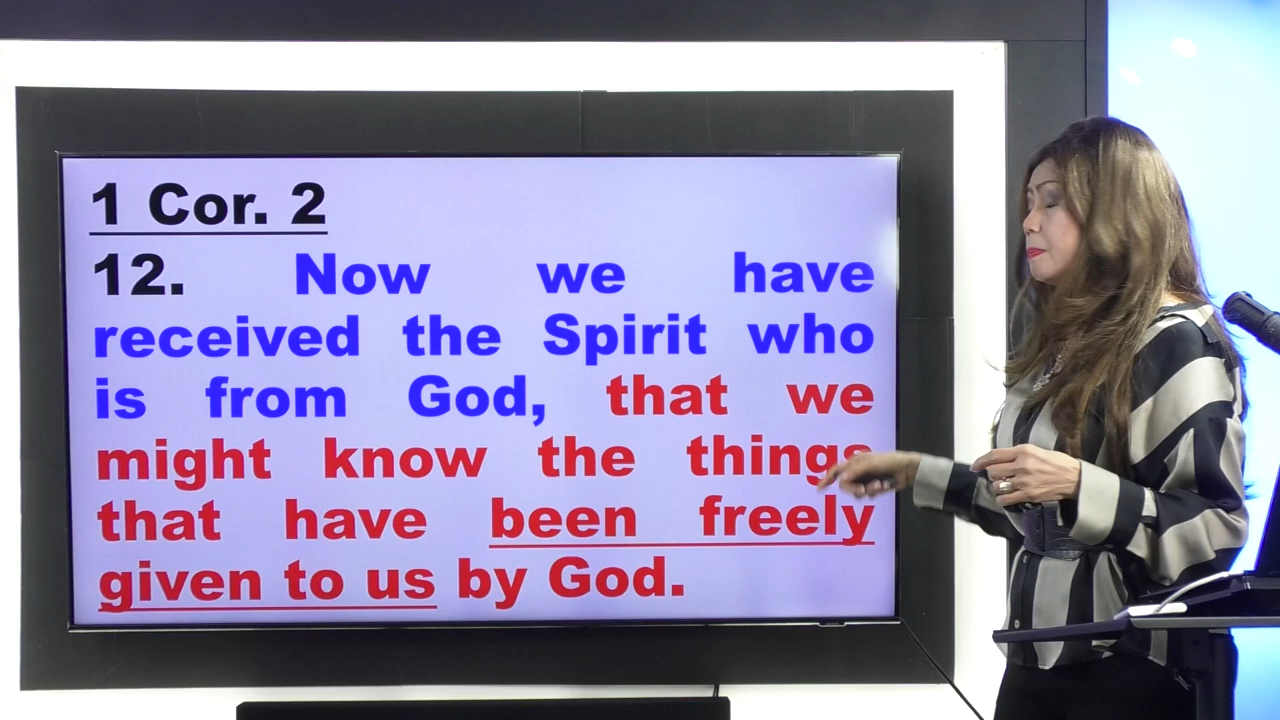 1 Cor. 2
12. Now we have
received the Spirit who
is from God, that we
might know the things
that have been freely
given to us by God.